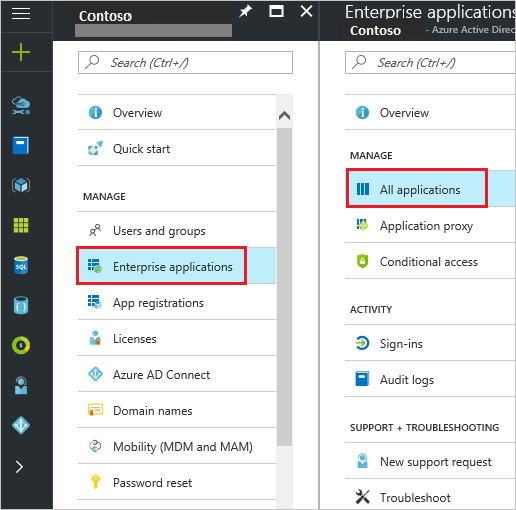 Contoso
Search (Ctrl+/)
Overview
Quick start
MANAGE
Users and groups
Enterprise applications
App registrations
Licenses
Azure AD Connect
Domain names
Mobility (MDM and MAM)
Password reset
Enterprise applications
Contoso - Azure Active Direc
Search (Ctrl+/)
Overview
MANAGE
All applications
Application proxy
Conditional access
ACTIVITY
Sign-ins
Audit logs
SUPPORT + TROUBLESHOOTING
New support request
Troubleshoot
SQL